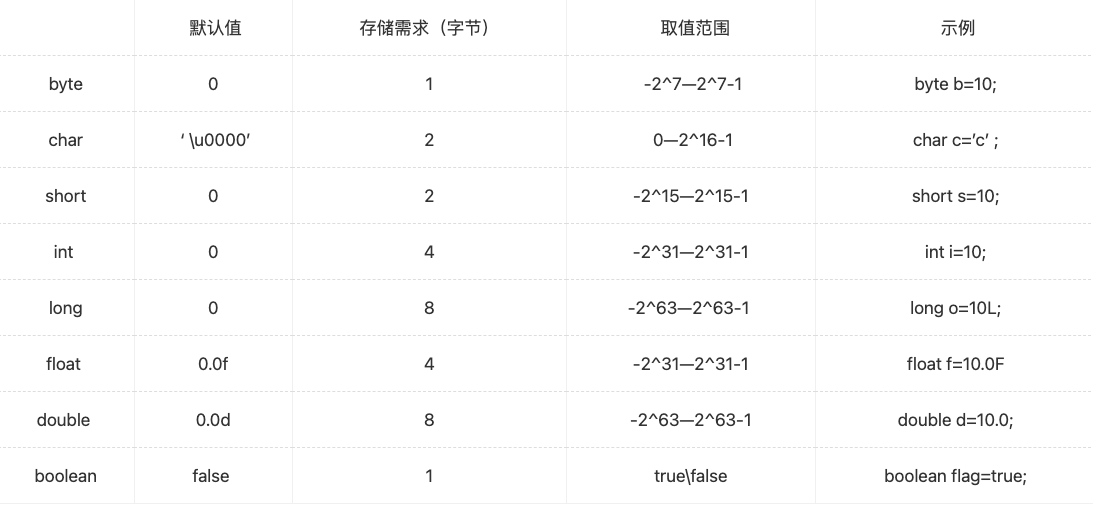 默认值 存储需求（字节） 取值范围 示例
byte 0 1 -2^7—2^7-1 byte b=10;
char ‘ \u0000’ 2 0—2^16-1 char c=’c’ ;
short 0 2 -2^15—2^15-1 short s=10;
int 0 4 -2^31—2^31-1 int i=10;
long 0 8 -2^63—2^63-1 long o=10L;
float 0.0f 4 -2^31—2^31-1 float f=10.0F
double 0.0d 8 -2^63—2^63-1 double d=10.0;
boolean false 1 true\false boolean flag=true;